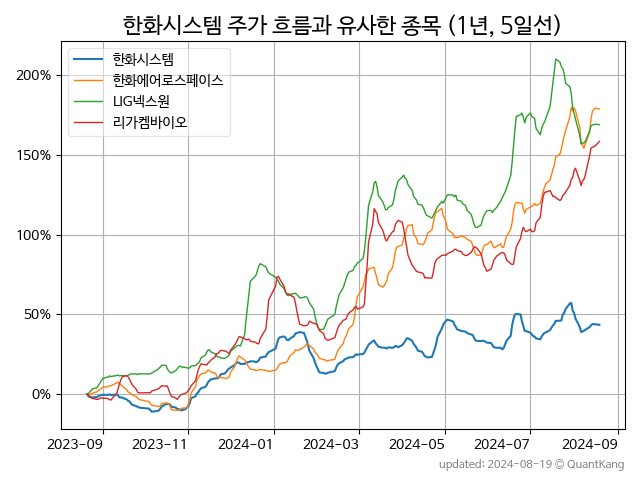 한화시스템 주가 흐름과 유사한 종목 (1년, 5일선)
한화시스템
한화에어로스페이스
LIG넥스원
리가켐바이오
200%
150%
100%
50%
0%
2023-09 2023-11 2024-01 2024-03 2024-05 2024-07 2024-09
updated: 2024-08-19 © QuantKang